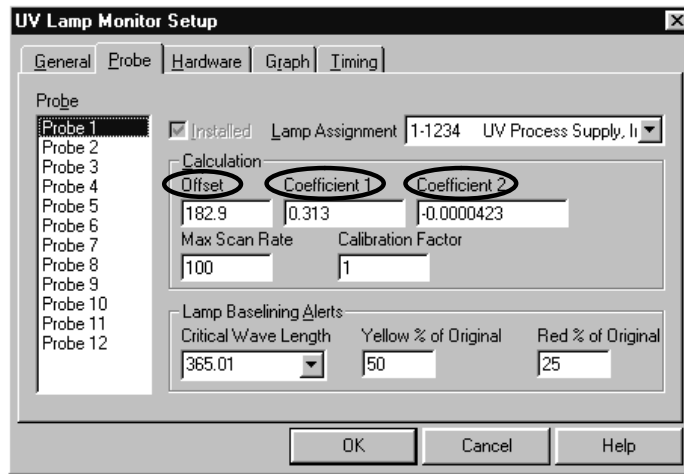 UV Lamp Monitor Setup
General Probe Hardware Graph Timing
Probe
Probe 1
Probe 2
Probe 3
Probe 4
Probe 5
Probe 6
Probe 7
Probe 8
Probe 9
Probe 10
Probe 11
Probe 12
Installed Lamp Assignment 1-1234 UV Process Supply,
Calculation
Offset Coefficient 1 Coefficient 2
182.9 0.313 -0.0000423
Max Scan Rate Calibration Factor
100 1
Lamp Baselining Alerts
Critical Wave Length Yellow % of Original Red % of Original
365.01 50 25
OK Cancel Help